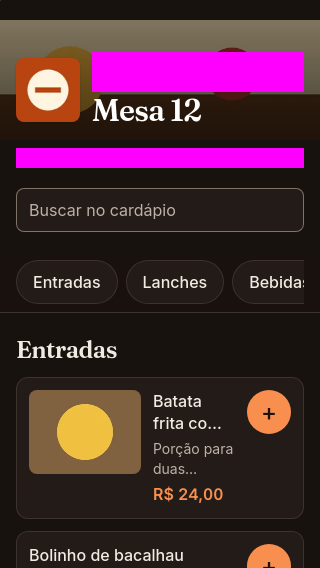 Mesa 12
Buscar no cardápio
Entradas
Lanches
Bebidas
Entradas
Batata
frita co...
Porção para
duas...
R$ 24,00
+
Bolinho de bacalhau
+